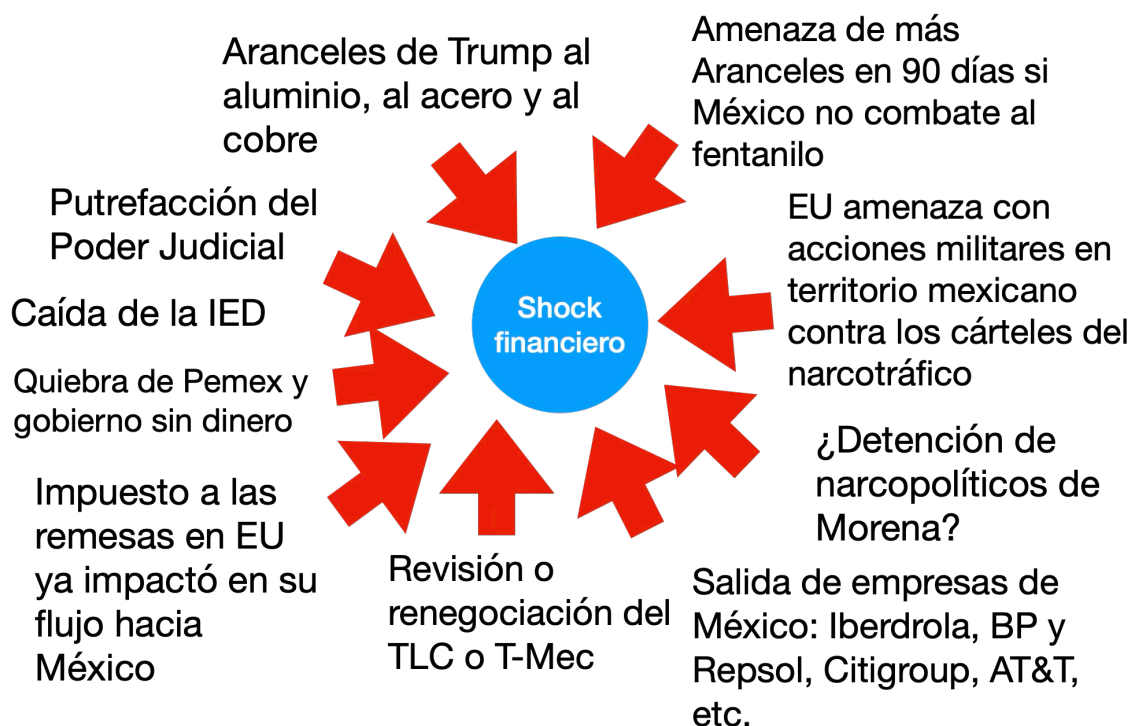 Aranceles de Trump al
aluminio, al acero y al
cobre
Amenaza de más
Aranceles en 90 días si
México no combate al
fentanilo
Putrefacción del
Poder Judicial
EU amenaza con
acciones militares en
territorio mexicano
contra los cárteles del
narcotráfico
Caída de la IED
Shock
financiero
Quiebra de Pemex y
gobierno sin dinero
¿Detención de
narcopolíticos de
Morena?
Impuesto a las
remesas en EU
ya impactó en su
flujo hacia
México
Revisión o
renegociación del
TLC o T-Mec
Salida de empresas de
México: Iberdrola, BP y
Repsol, Citigroup, AT&T,
etc.